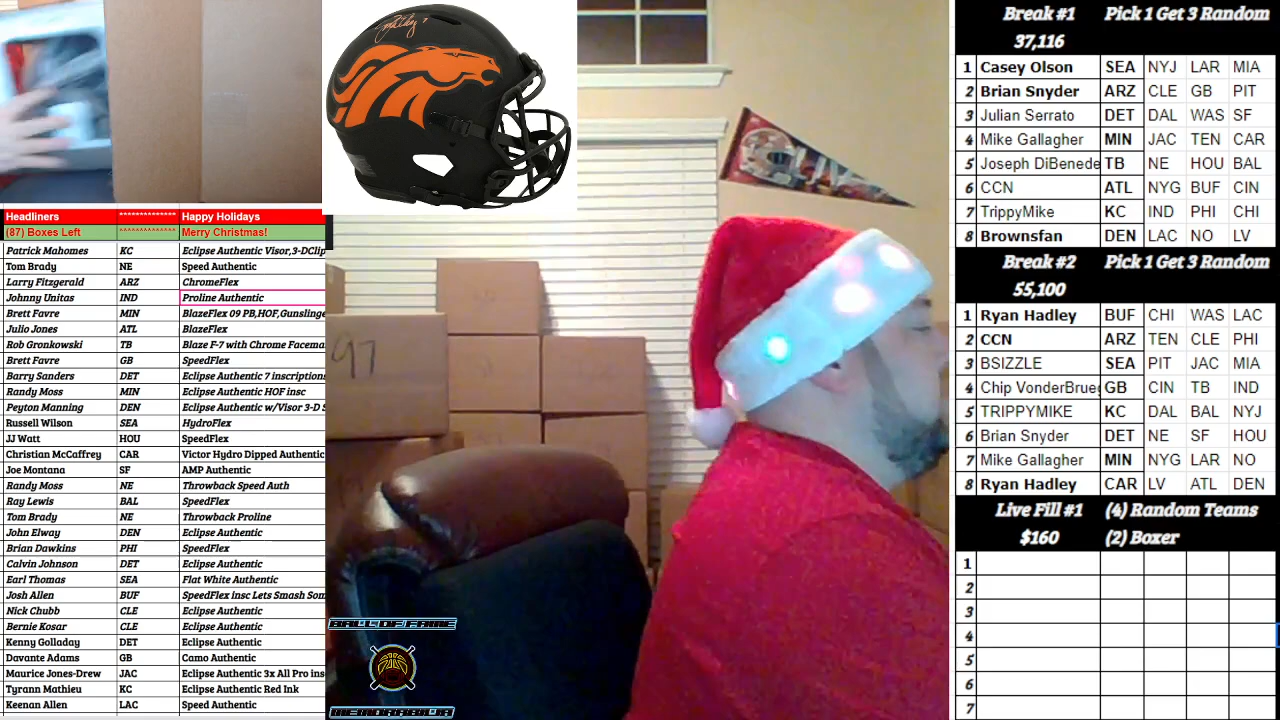 Headliners ************* Happy Holidays
(87) Boxes Left ************* Merry Christmas!
Patrick Mahomes KC Eclipse Authentic Visor,3-DClip
Tom Brady NE Speed Authentic
Larry Fitzgerald ARZ ChromeFlex
Johnny Unitas IND Proline Authentic
Brett Favre MIN BlazeFlex 09 PB,HOF,Gunslinge
Julio Jones ATL BlazeFlex
Rob Gronkowski TB Blaze F-7 with Chrome Facema
Brett Favre GB SpeedFlex
Barry Sanders DET Eclipse Authentic 7 inscriptions
Randy Moss MIN Eclipse Authentic HOF insc
Peyton Manning DEN Eclipse Authentic w/Visor 3-D S
Russell Wilson SEA HydroFlex
JJ Watt HOU SpeedFlex
Christian McCaffrey CAR Victor Hydro Dipped Authentic
Joe Montana SF AMP Authentic
Randy Moss NE Throwback Speed Auth
Ray Lewis BAL SpeedFlex
Tom Brady NE Throwback Proline
John Elway DEN Eclipse Authentic
Brian Dawkins PHI SpeedFlex
Calvin Johnson DET Eclipse Authentic
Earl Thomas SEA Flat White Authentic
Josh Allen BUF SpeedFlex insc Lets Smash Som
Nick Chubb CLE Eclipse Authentic
Bernie Kosar CLE Eclipse Authentic
Kenny Golladay DET Eclipse Authentic
Davante Adams GB Camo Authentic
Maurice Jones-Drew JAC Eclipse Authentic 3x All Pro ins
Tyrann Mathieu KC Eclipse Authentic Red Ink
Keenan Allen LAC Speed Authentic
97
BALL OF FAME
MEMORABILIA
Break #1 Pick 1 Get 3 Random
37,116
1 Casey Olson SEA NYJ LAR MIA
2 Brian Snyder ARZ CLE GB PIT
3 Julian Serrato DET DAL WAS SF
4 Mike Gallagher MIN JAC TEN CAR
5 Joseph DiBenede TB NE HOU BAL
6 CCN ATL NYG BUF CIN
7 TrippyMike KC IND PHI CHI
8 Brownsfan DEN LAC NO LV
Break #2 Pick 1 Get 3 Random
55,100
1 Ryan Hadley BUF CHI WAS LAC
2 CCN ARZ TEN CLE PHI
3 BSIZZLE SEA PIT JAC MIA
4 Chip VonderBrueg GB CIN TB IND
5 TRIPPYMIKE KC DAL BAL NYJ
6 Brian Snyder DET NE SF HOU
7 Mike Gallagher MIN NYG LAR NO
8 Ryan Hadley CAR LV ATL DEN
Live Fill #1 (4) Random Teams
$160 (2) Boxer
1
2
3
4
5
6
7